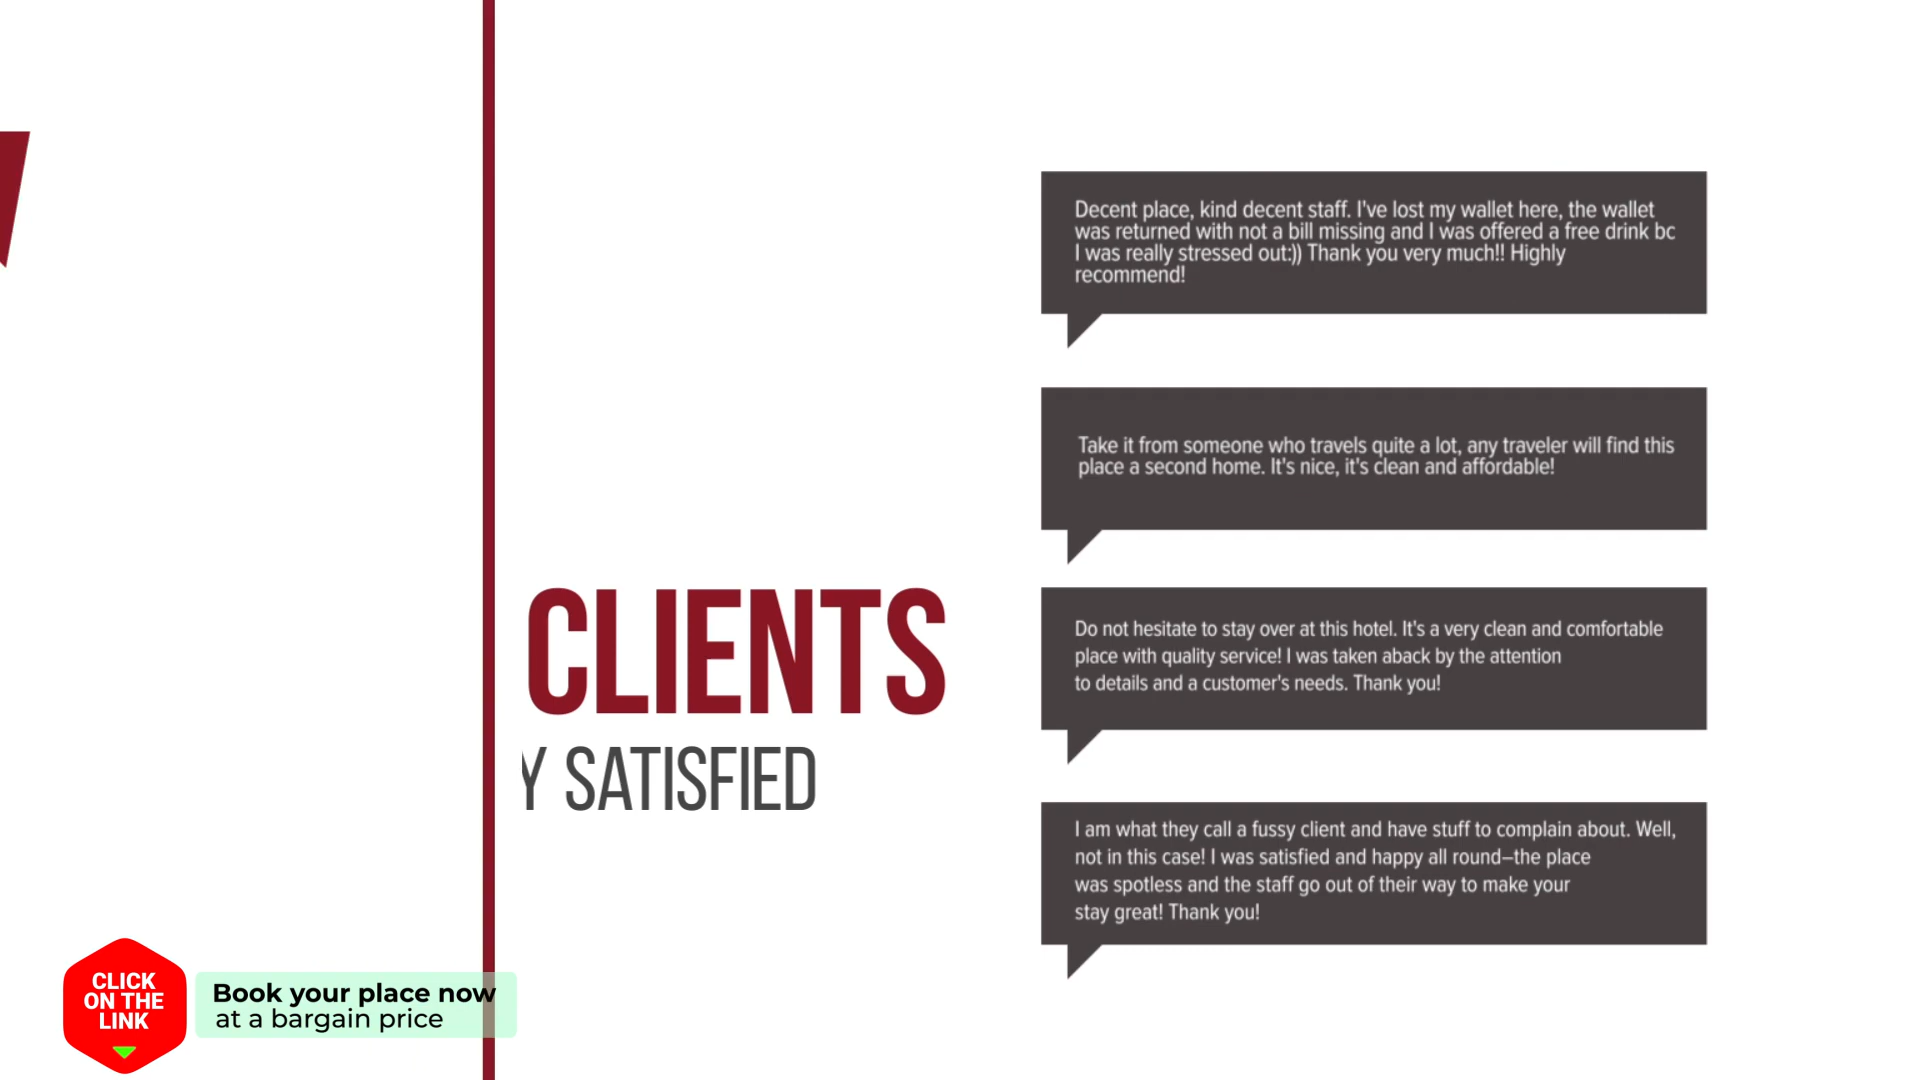 Decent place, kind decent staff. I've lost my wallet here, the wallet
was returned with not a bill missing and I was offered a free drink bc
I was really stressed out:)) Thank you very much!! Highly
recommend!
Take it from someone who travels quite a lot, any traveler will find this
place a second home. It's nice, it's clean and affordable!
CLIENTS
Y SATISFIED
Do not hesitate to stay over at this hotel. It's a very clean and comfortable
place with quality service! I was taken aback by the attention
to details and a customer's needs. Thank you!
I am what they call a fussy client and have stuff to complain about. Well,
not in this case! I was satisfied and happy all round–the place
was spotless and the staff go out of their way to make your
stay great! Thank you!
CLICK
ON THE
LINK
Book your place now
at a bargain price